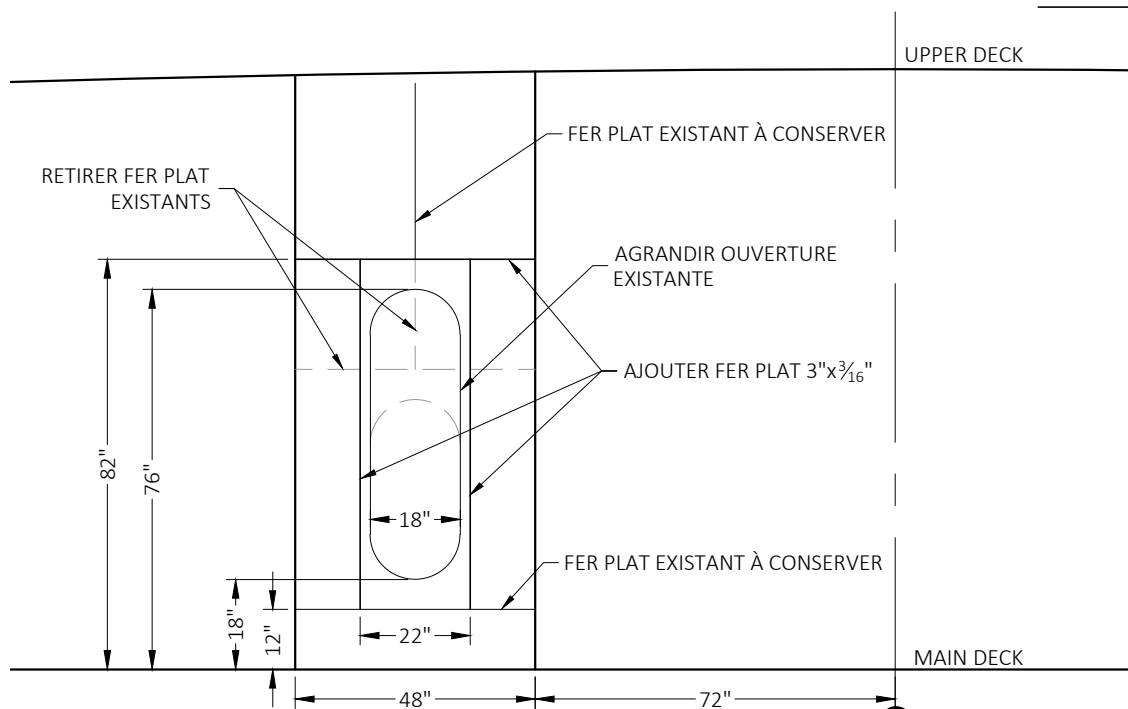 UPPER DECK
FER PLAT EXISTANT À CONSERVER
RETIRER FER PLAT
EXISTANTS
AGRANDIR OUVERTURE
EXISTANTE
AJOUTER FER PLAT 3"x3/16"
82"
76"
18"
FER PLAT EXISTANT À CONSERVER
18"
12"
22"
MAIN DECK
48"
72"